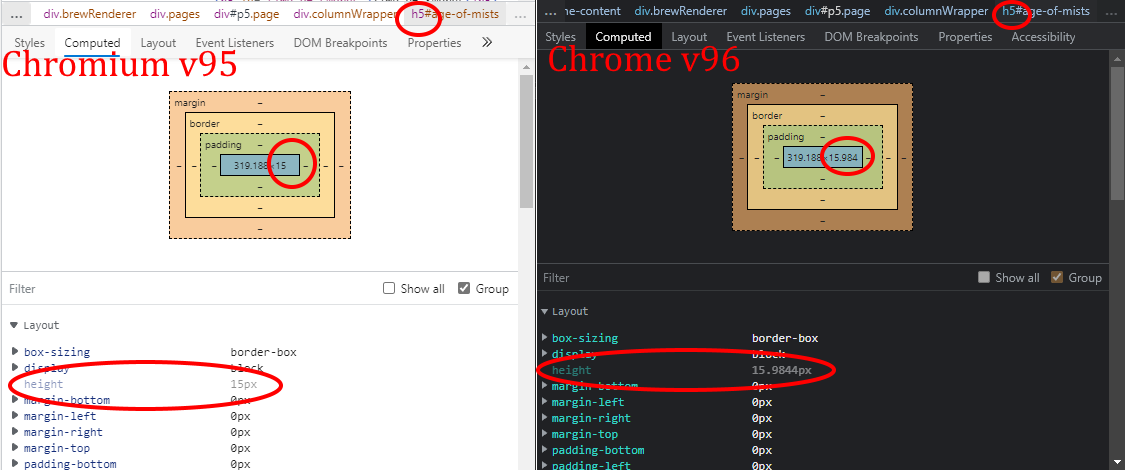 ... div.brewRenderer div.pages div#p5.page div.columnWrapper h5#age-of-mists ...
Styles Computed Layout Event Listeners DOM Breakpoints Properties
Chromium v95
margin –
border –
padding –
– – – 319.188×15 – – –
–
–
–
Filter Show all Group
Layout
box-sizing border-box
display block
height 15px
margin-bottom 0px
margin-left 0px
margin-right 0px
margin-top 0px
padding-bottom 0px
... ne-content div.brewRenderer div.pages div#p5.page div.columnWrapper h5#age-of-mists ...
Styles Computed Layout Event Listeners DOM Breakpoints Properties Accessibility
Chrome v96
margin –
border –
padding –
– – – 319.188×15.984 – – –
–
–
–
Filter Show all Group
Layout
box-sizing border-box
display block
height 15.9844px
margin-bottom 0px
margin-left 0px
margin-right 0px
margin-top 0px
padding-bottom 0px
padding-left 0px